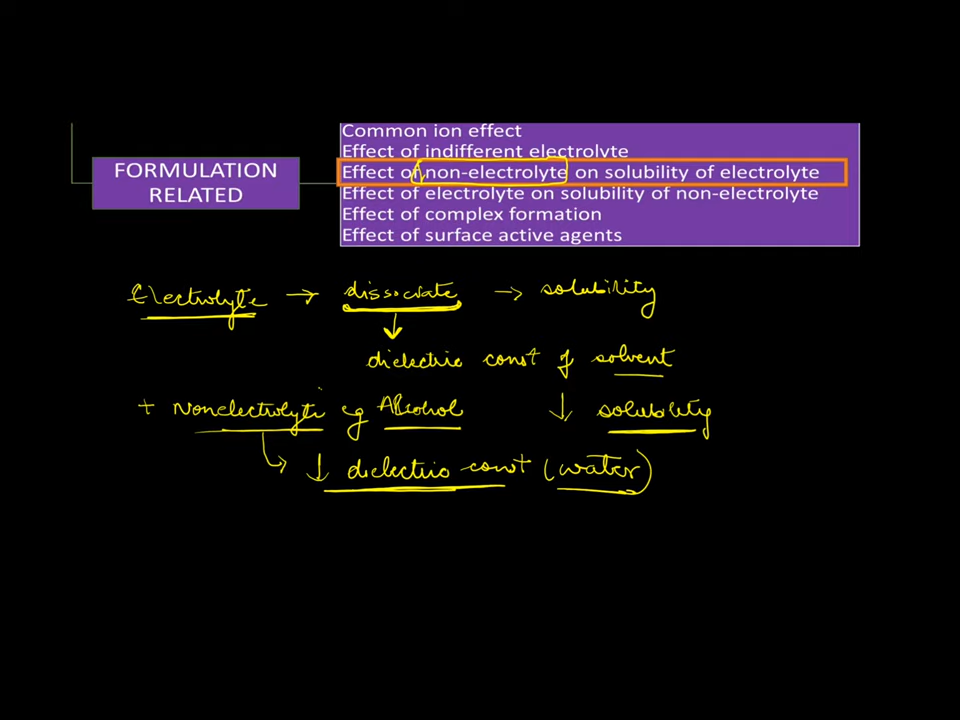 Common ion effect
Effect of indifferent electrolyte
FORMULATION
RELATED
Effect of non-electrolyte on solubility of electrolyte
Effect of electrolyte on solubility of non-electrolyte
Effect of complex formation
Effect of surface active agents
Electrolyte → dissociate → solubility
↓
dielectric const of solvent
+ Nonelectrolyte eg Alcohol ↓ solubility
↳ ↓ dielectric const (water)